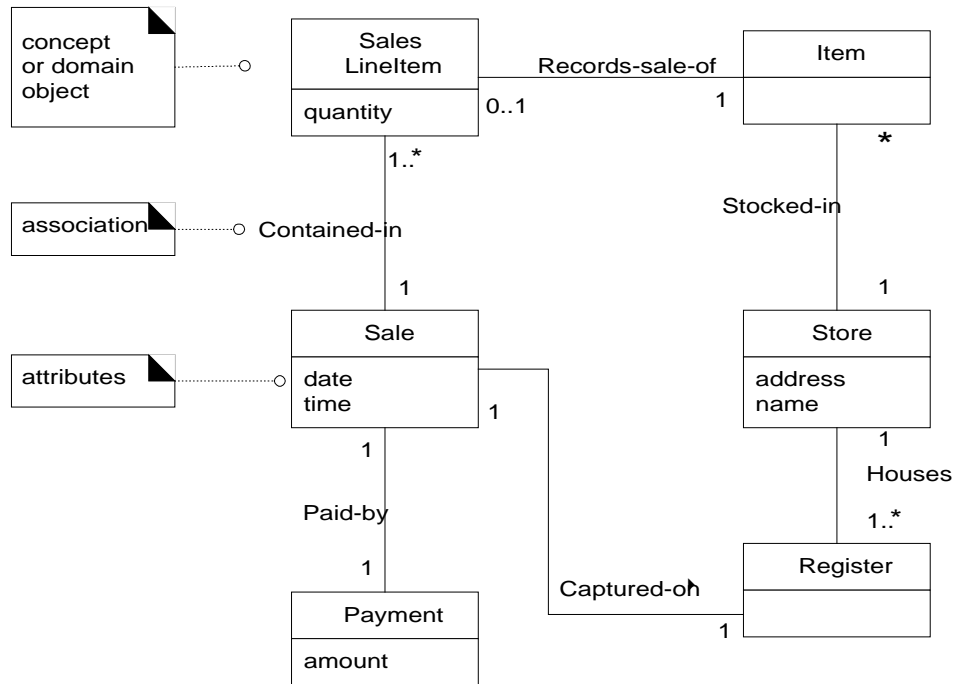 concept
or domain
object
Sales
LineItem
quantity
Records-sale-of
0..1
1
Item
*
1..*
association
Contained-in
Stocked-in
1
1
Sale
date
time
attributes
Store
address
name
1
1
1
Houses
Paid-by
1..*
1
Captured-on
Register
1
Payment
amount